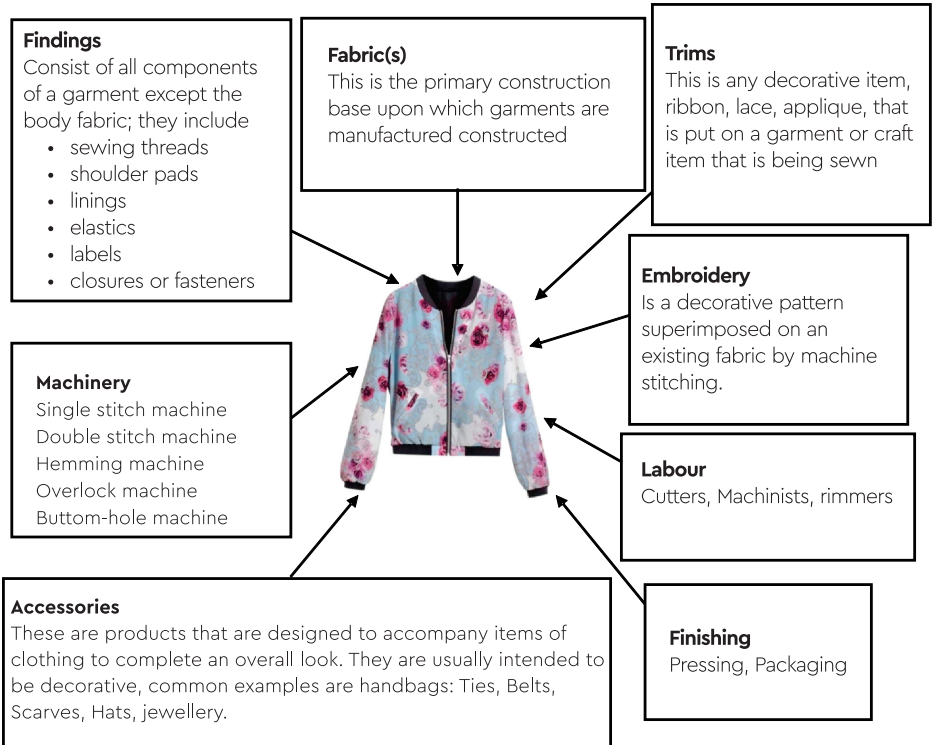 Findings
Consist of all components
of a garment except the
body fabric; they include
• sewing threads
• shoulder pads
• linings
• elastics
• labels
• closures or fasteners
Fabric(s)
This is the primary construction
base upon which garments are
manufactured constructed
Trims
This is any decorative item,
ribbon, lace, applique, that
is put on a garment or craft
item that is being sewn
Embroidery
Is a decorative pattern
superimposed on an
existing fabric by machine
stitching.
Machinery
Single stitch machine
Double stitch machine
Hemming machine
Overlock machine
Buttom-hole machine
Labour
Cutters, Machinists, rimmers
Accessories
These are products that are designed to accompany items of
clothing to complete an overall look. They are usually intended to
be decorative, common examples are handbags: Ties, Belts,
Scarves, Hats, jewellery.
Finishing
Pressing, Packaging